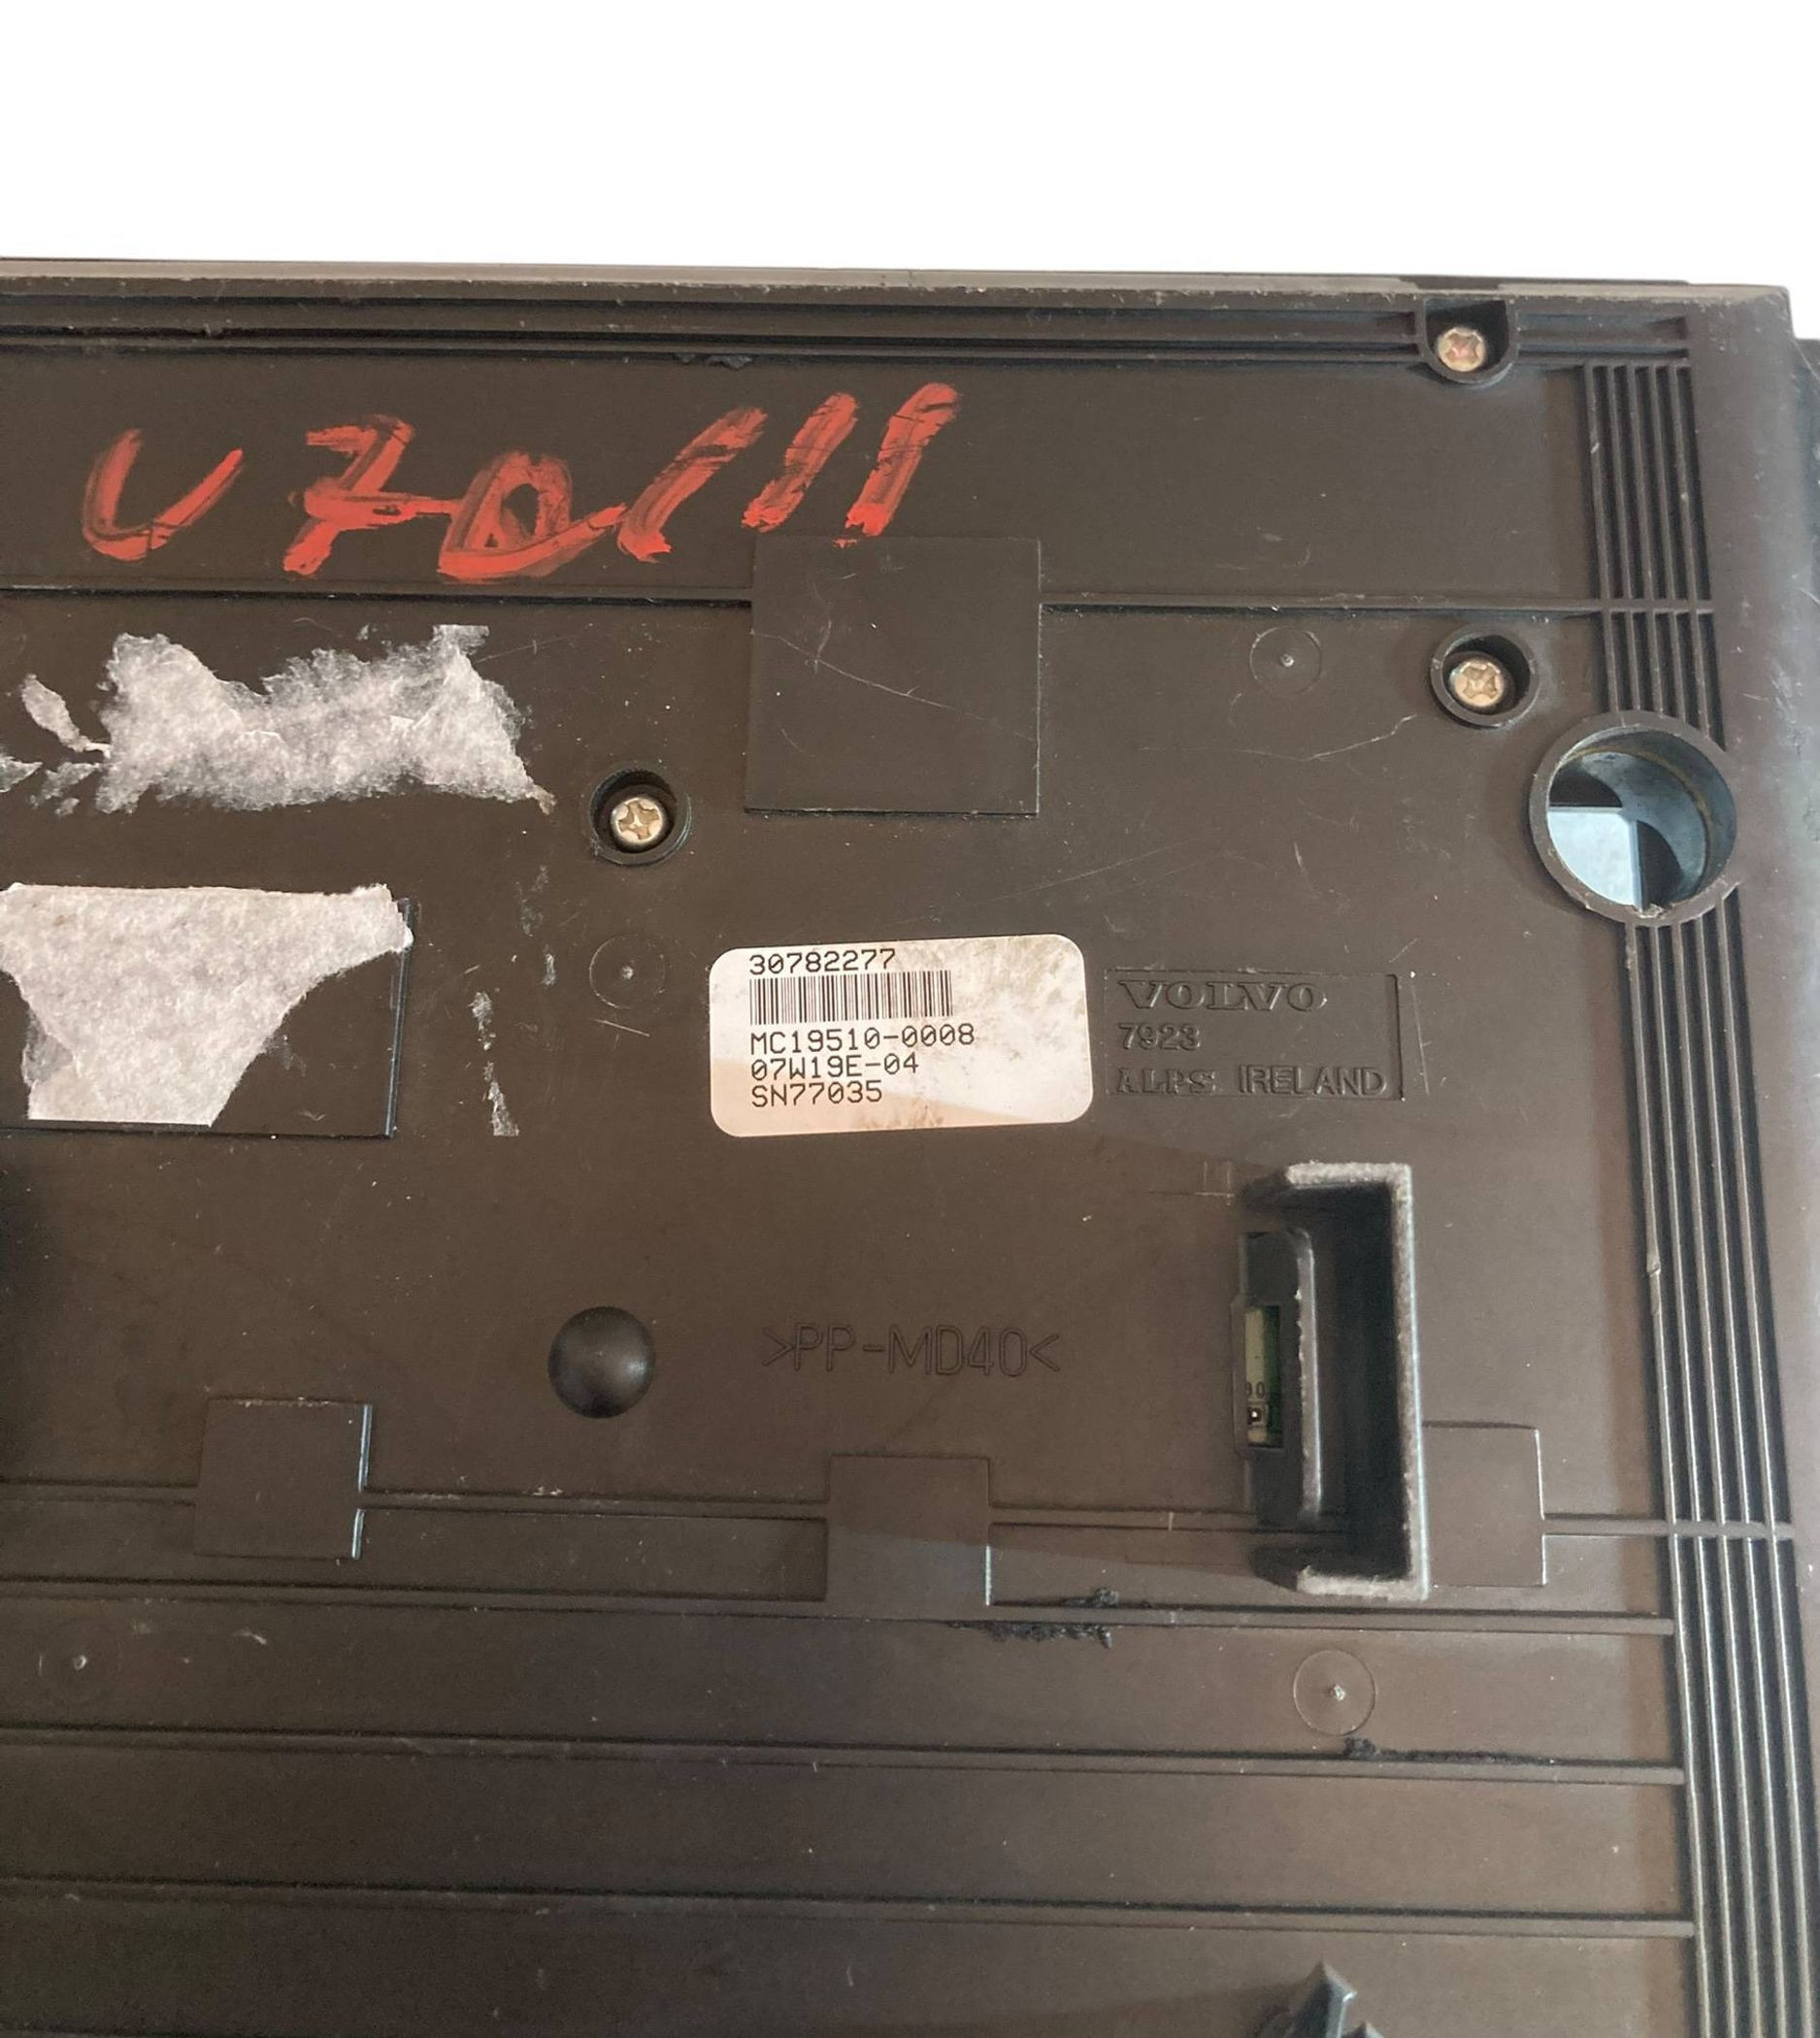 V70III
30782277
MC19510-0008
07W19E-04
SN77035
VOLVO
7923
ALPS IRELAND
>PP-MD40<